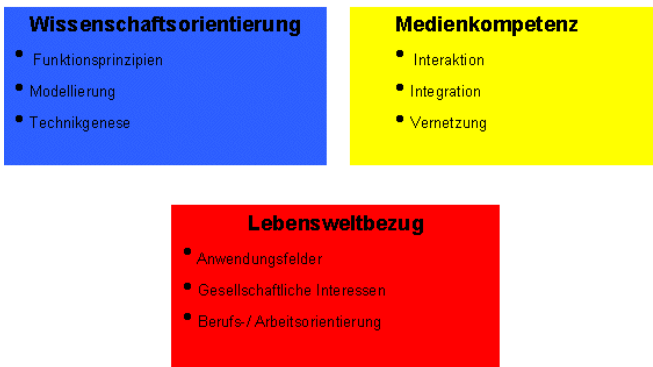 Wissenschaftsorientierung
• Funktionsprinzipien
• Modellierung
• Technikgenese
Medienkompetenz
• Interaktion
• Integration
• Vernetzung
Lebensweltbezug
• Anwendungsfelder
• Gesellschaftliche Interessen
• Berufs-/ Arbeitsorientierung